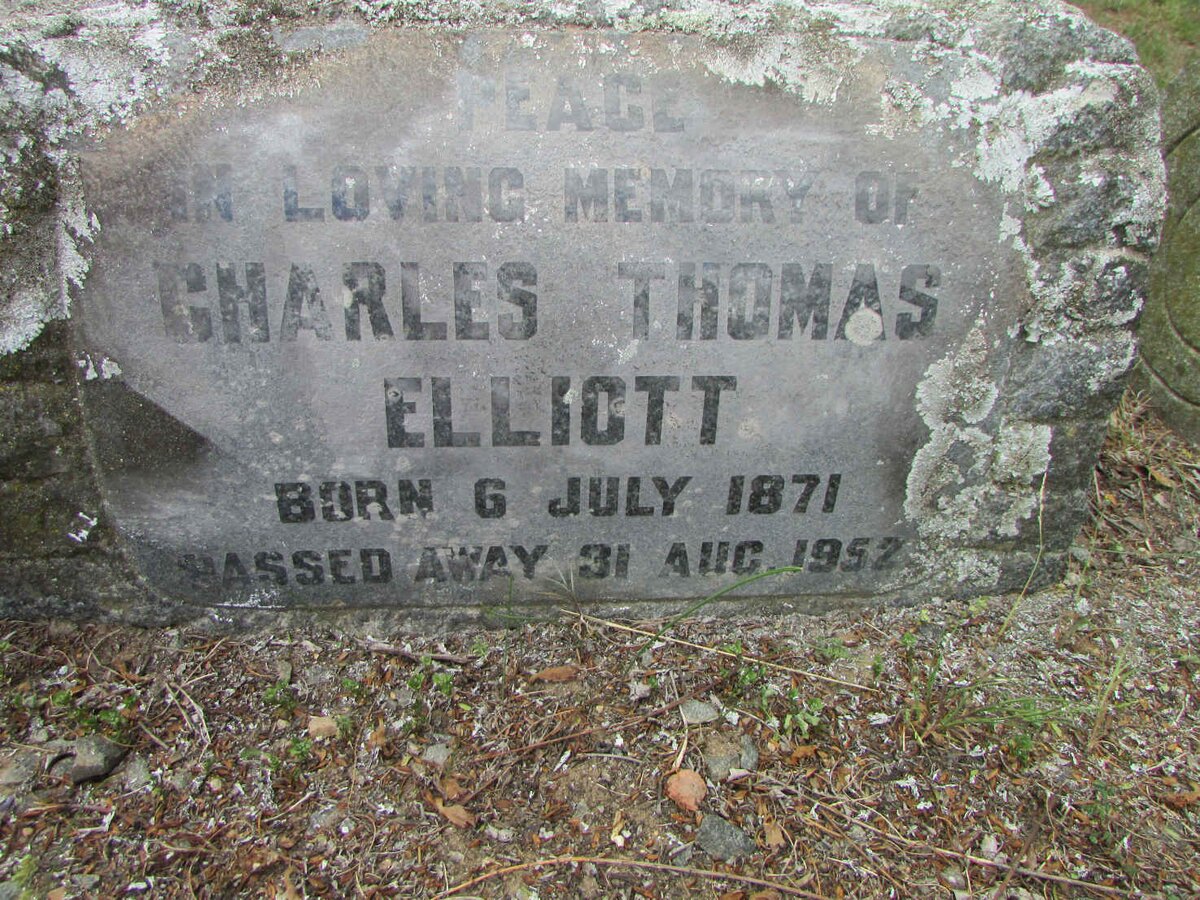 PEACE
IN LOVING MEMORY OF
CHARLES THOMAS
ELLIOTT
BORN 6 JULY 1871
PASSED AWAY 31 AUG. 1952